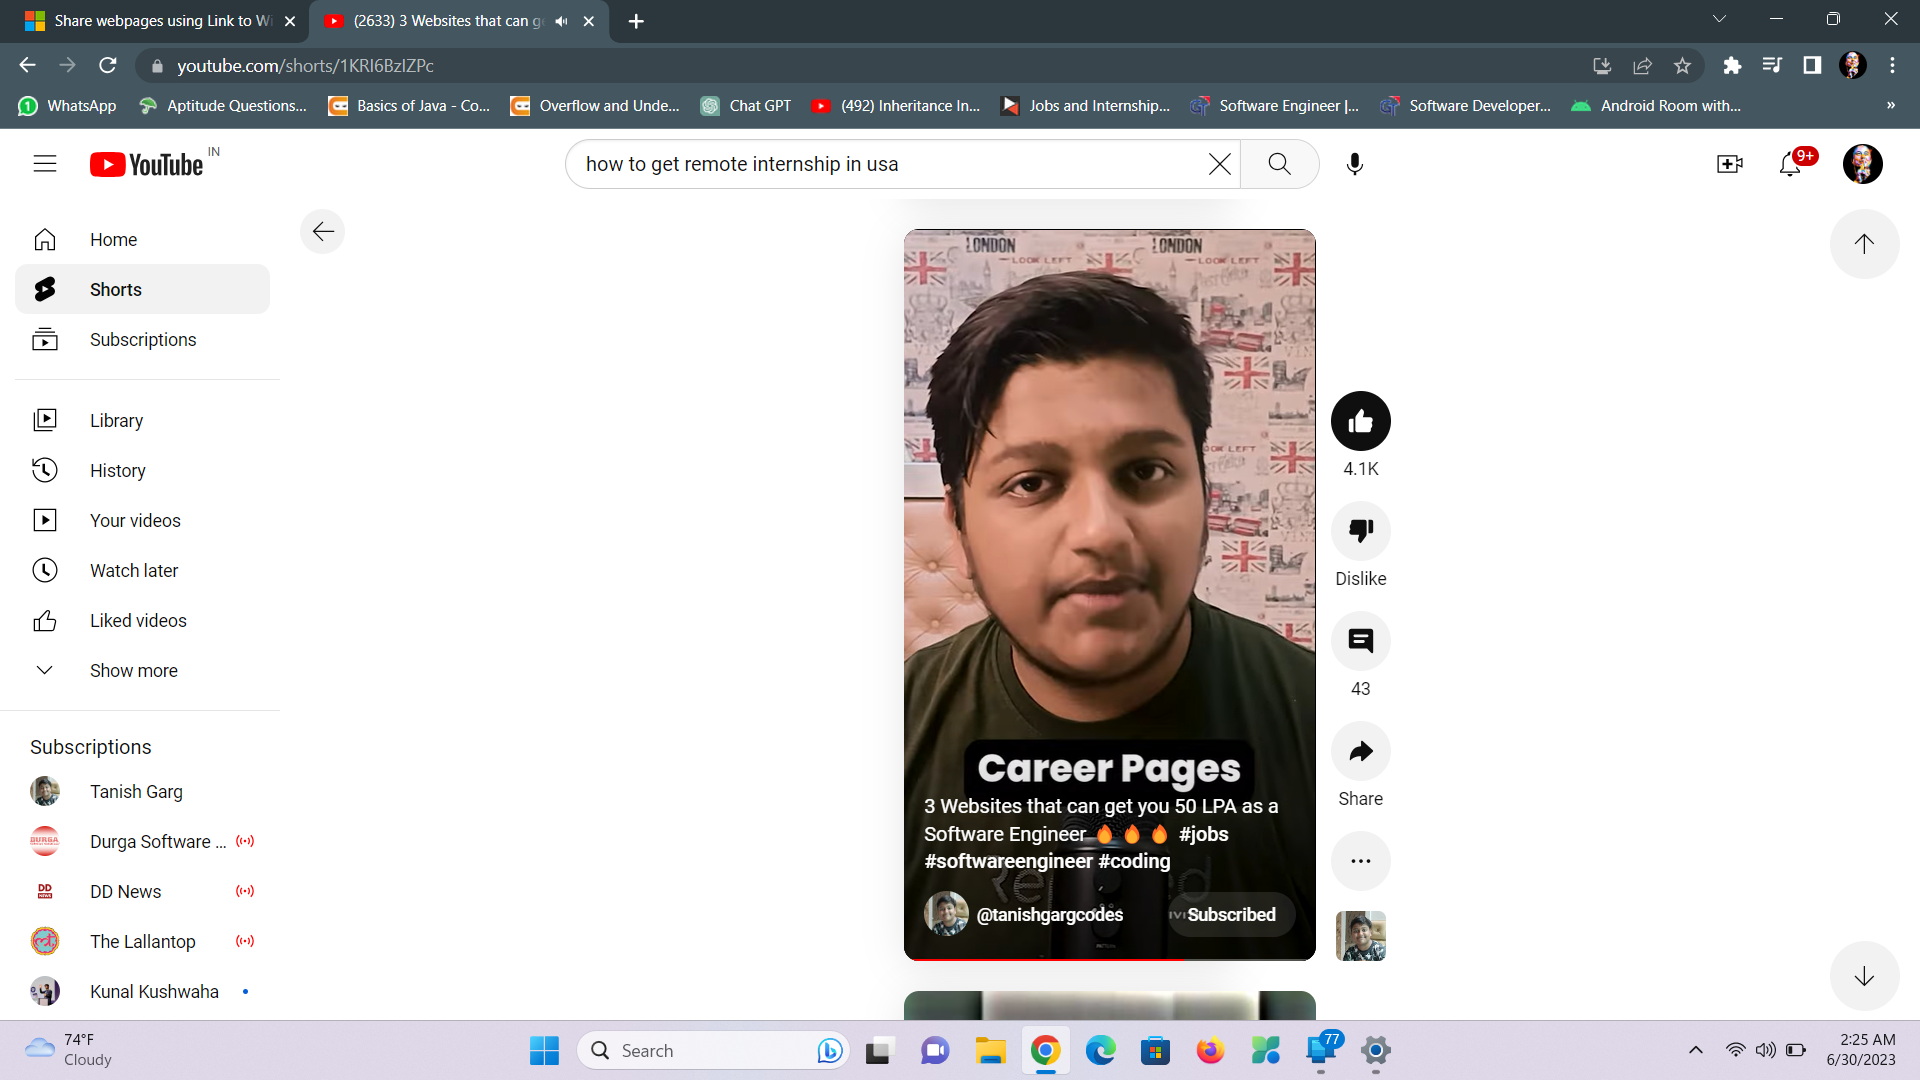 Share webpages using Link to Wi
(2633) 3 Websites that can ge
youtube.com/shorts/1KRI6BzIZPc
WhatsApp
Aptitude Questions...
Basics of Java - Co...
Overflow and Unde...
Chat GPT
(492) Inheritance In...
Jobs and Internship...
Software Engineer |...
Software Developer...
Android Room with...
»
YouTube IN
how to get remote internship in usa
9+
Home
Shorts
Subscriptions
Library
History
Your videos
Watch later
Liked videos
Show more
Subscriptions
Tanish Garg
Durga Software ...
DD News
The Lallantop
Kunal Kushwaha
LONDON
LONDON
LOOK LEFT
LOOK LEFT
Career Pages
3 Websites that can get you 50 LPA as a
Software Engineer 🔥 🔥 🔥 #jobs
#softwareengineer #coding
@tanishgargcodes
Subscribed
4.1K
Dislike
43
Share
74°F
Cloudy
Search
77
2:25 AM
6/30/2023